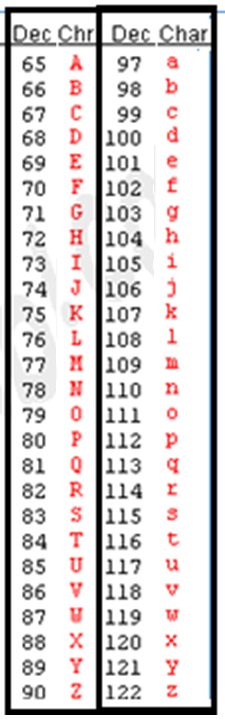 Dec Chr Dec Char
65 A 97 a
66 B 98 b
67 C 99 c
68 D 100 d
69 E 101 e
70 F 102 f
71 G 103 g
72 H 104 h
73 I 105 i
74 J 106 j
75 K 107 k
76 L 108 l
77 M 109 m
78 N 110 n
79 O 111 o
80 P 112 p
81 Q 113 q
82 R 114 r
83 S 115 s
84 T 116 t
85 U 117 u
86 V 118 v
87 W 119 w
88 X 120 x
89 Y 121 y
90 Z 122 z